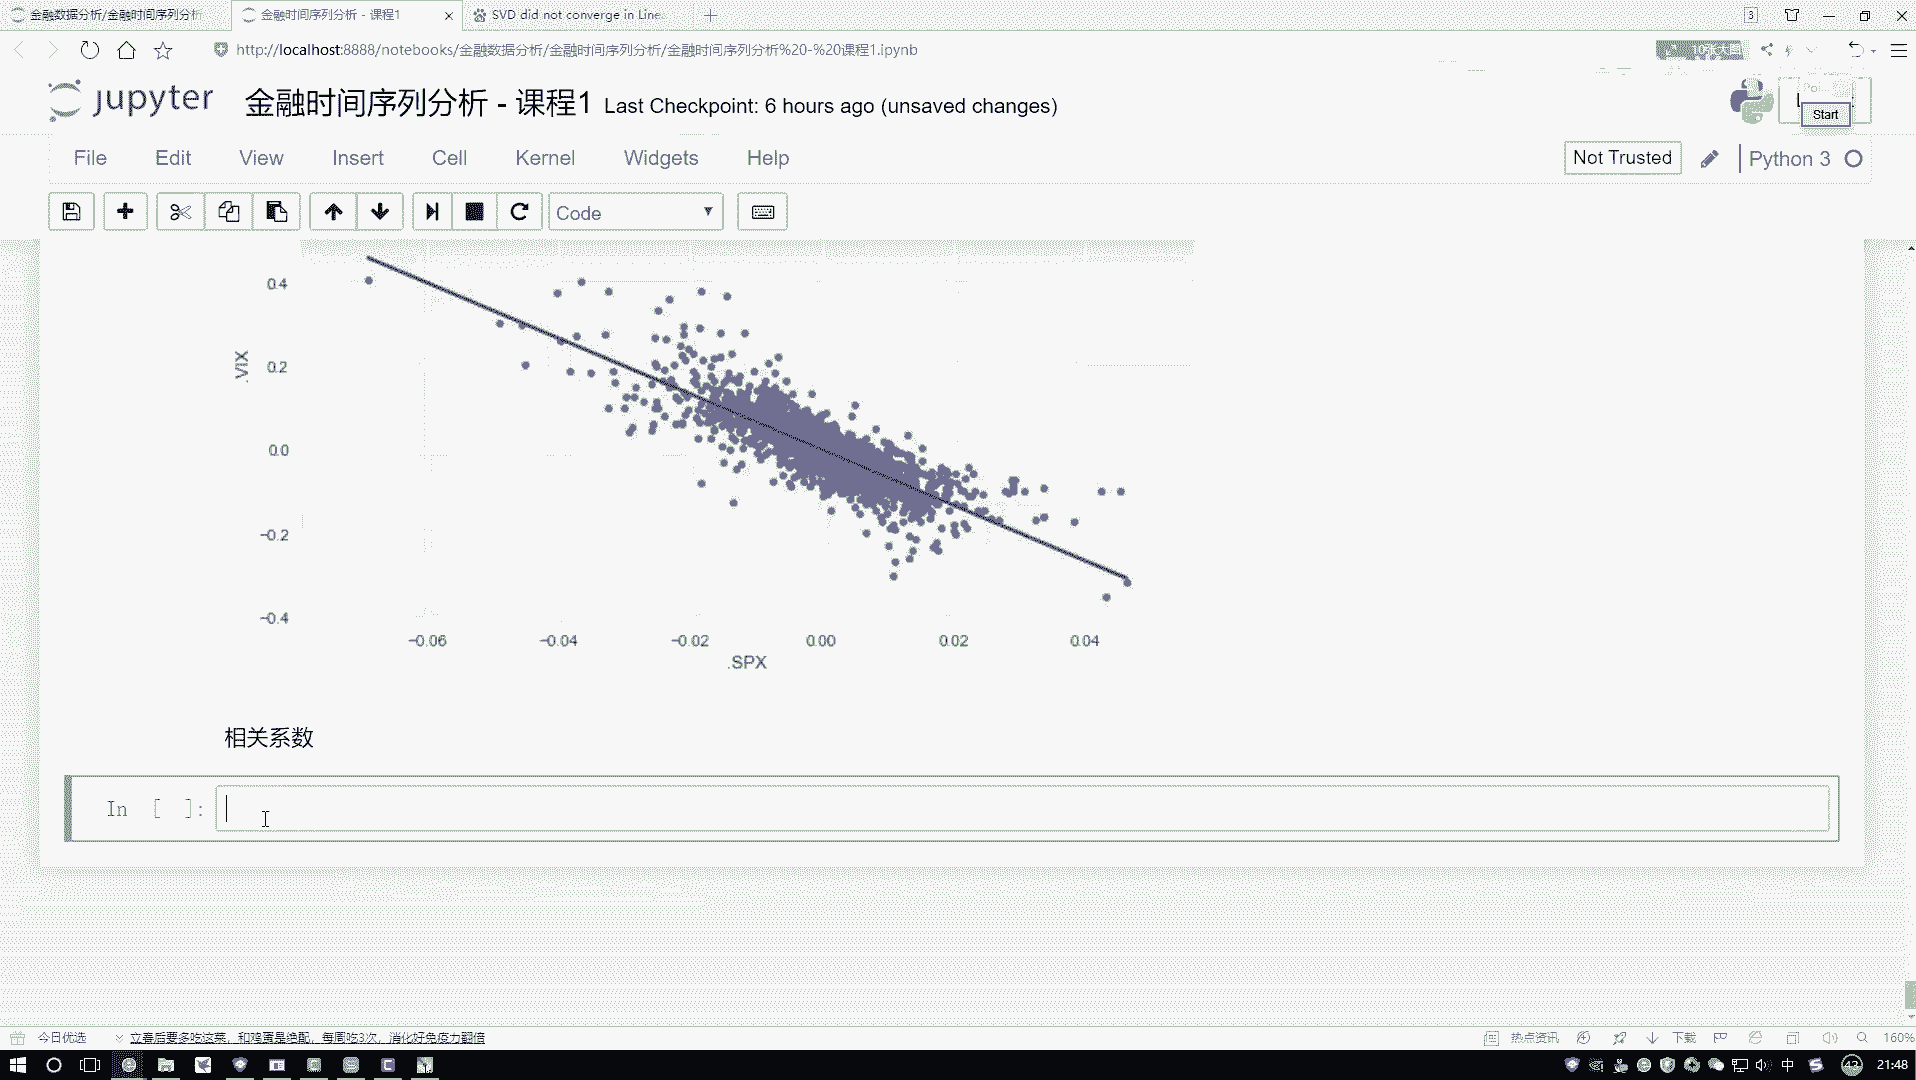 金融数据分析/金融时间序列分析
金融时间序列分析 - 课程1
SVD did not converge in Line
3
http://localhost:8888/notebooks/金融数据分析/金融时间序列分析/金融时间序列分析%20-%20课程1.ipynb
10张大图
jupyter
金融时间序列分析 - 课程1
Last Checkpoint: 6 hours ago (unsaved changes)
Start
File
Edit
View
Insert
Cell
Kernel
Widgets
Help
Not Trusted
Python 3
Code
0.4
0.2
0.0
−0.2
−0.4
.VIX
−0.06
−0.04
−0.02
0.00
0.02
0.04
.SPX
相关系数
In [ ]:
今日优选
立春后要多吃这菜，和鸡蛋是绝配，每周吃3次，消化好免疫力翻倍
热点资讯
下载
160%
中
43
21:48